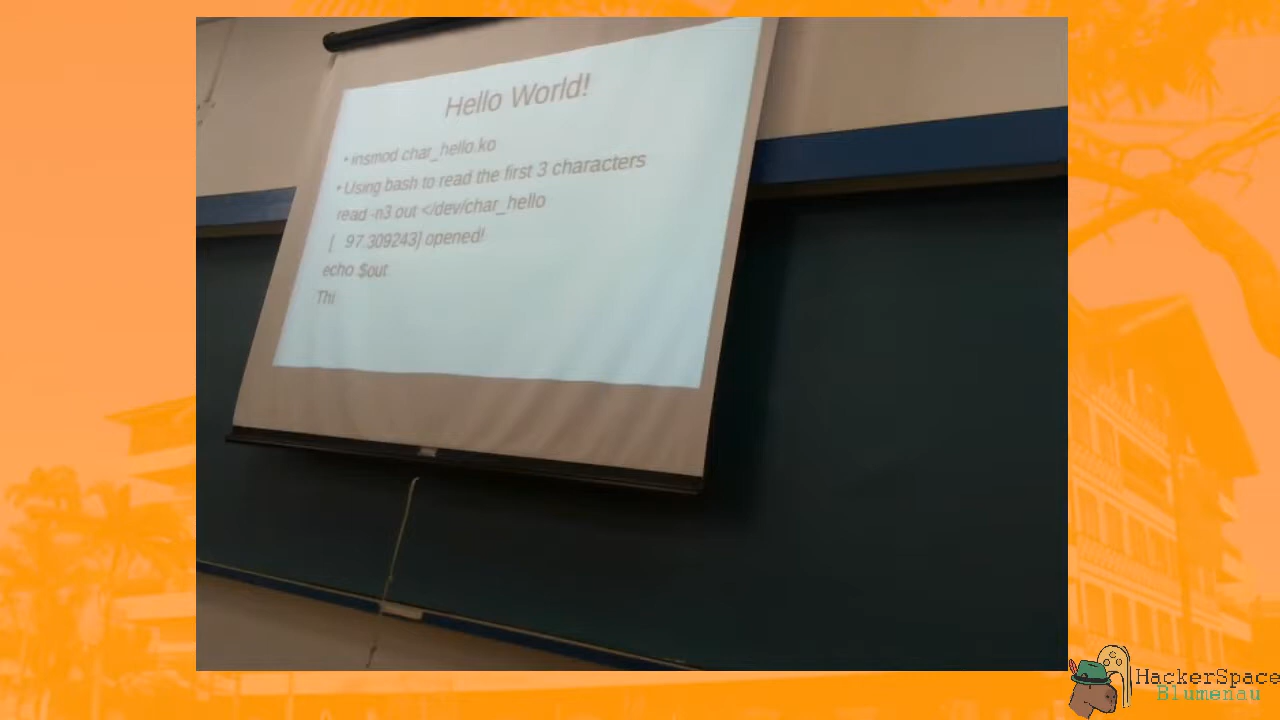 Hello World!
• insmod char_hello.ko
• Using bash to read the first 3 characters
read -n3 out </dev/char_hello
[ 97.309243] opened!
echo $out
Thi
HackerSpace
Blumenau